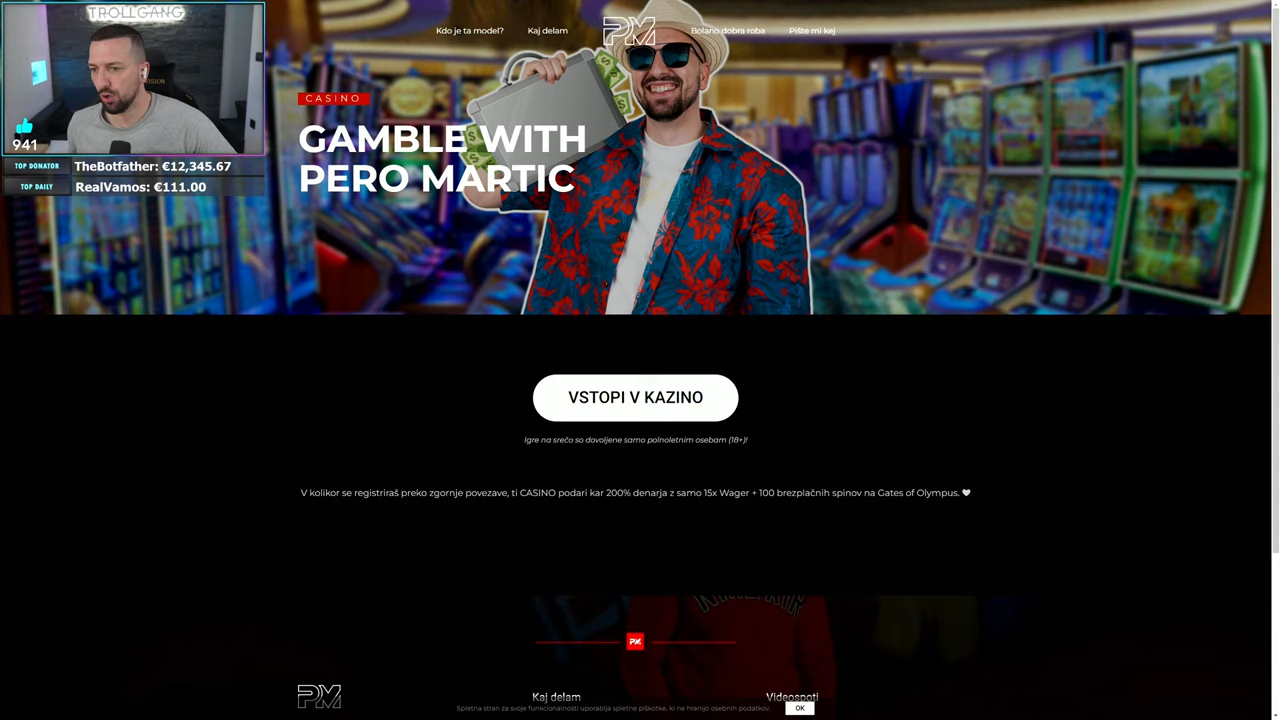 TROLLGANG
941
TOP DONATOR TheBotfather: €12,345.67
TOP DAILY RealVamos: €111.00
Kdo je ta model? Kaj delam PM Bolano dobra roba Pište mi kej
CASINO
GAMBLE WITH
PERO MARTIC
VSTOPI V KAZINO
Igre na srečo so dovoljene samo polnoletnim osebam (18+)!
V kolikor se registriraš preko zgornje povezave, ti CASINO podari kar 200% denarja z samo 15x Wager + 100 brezplačnih spinov na Gates of Olympus. 🤍
PM
PM Kaj delam Videospoti
Spletna stran za svoje funkcionalnosti uporablja spletne piškotke, ki ne hranijo osebnih podatkov. OK